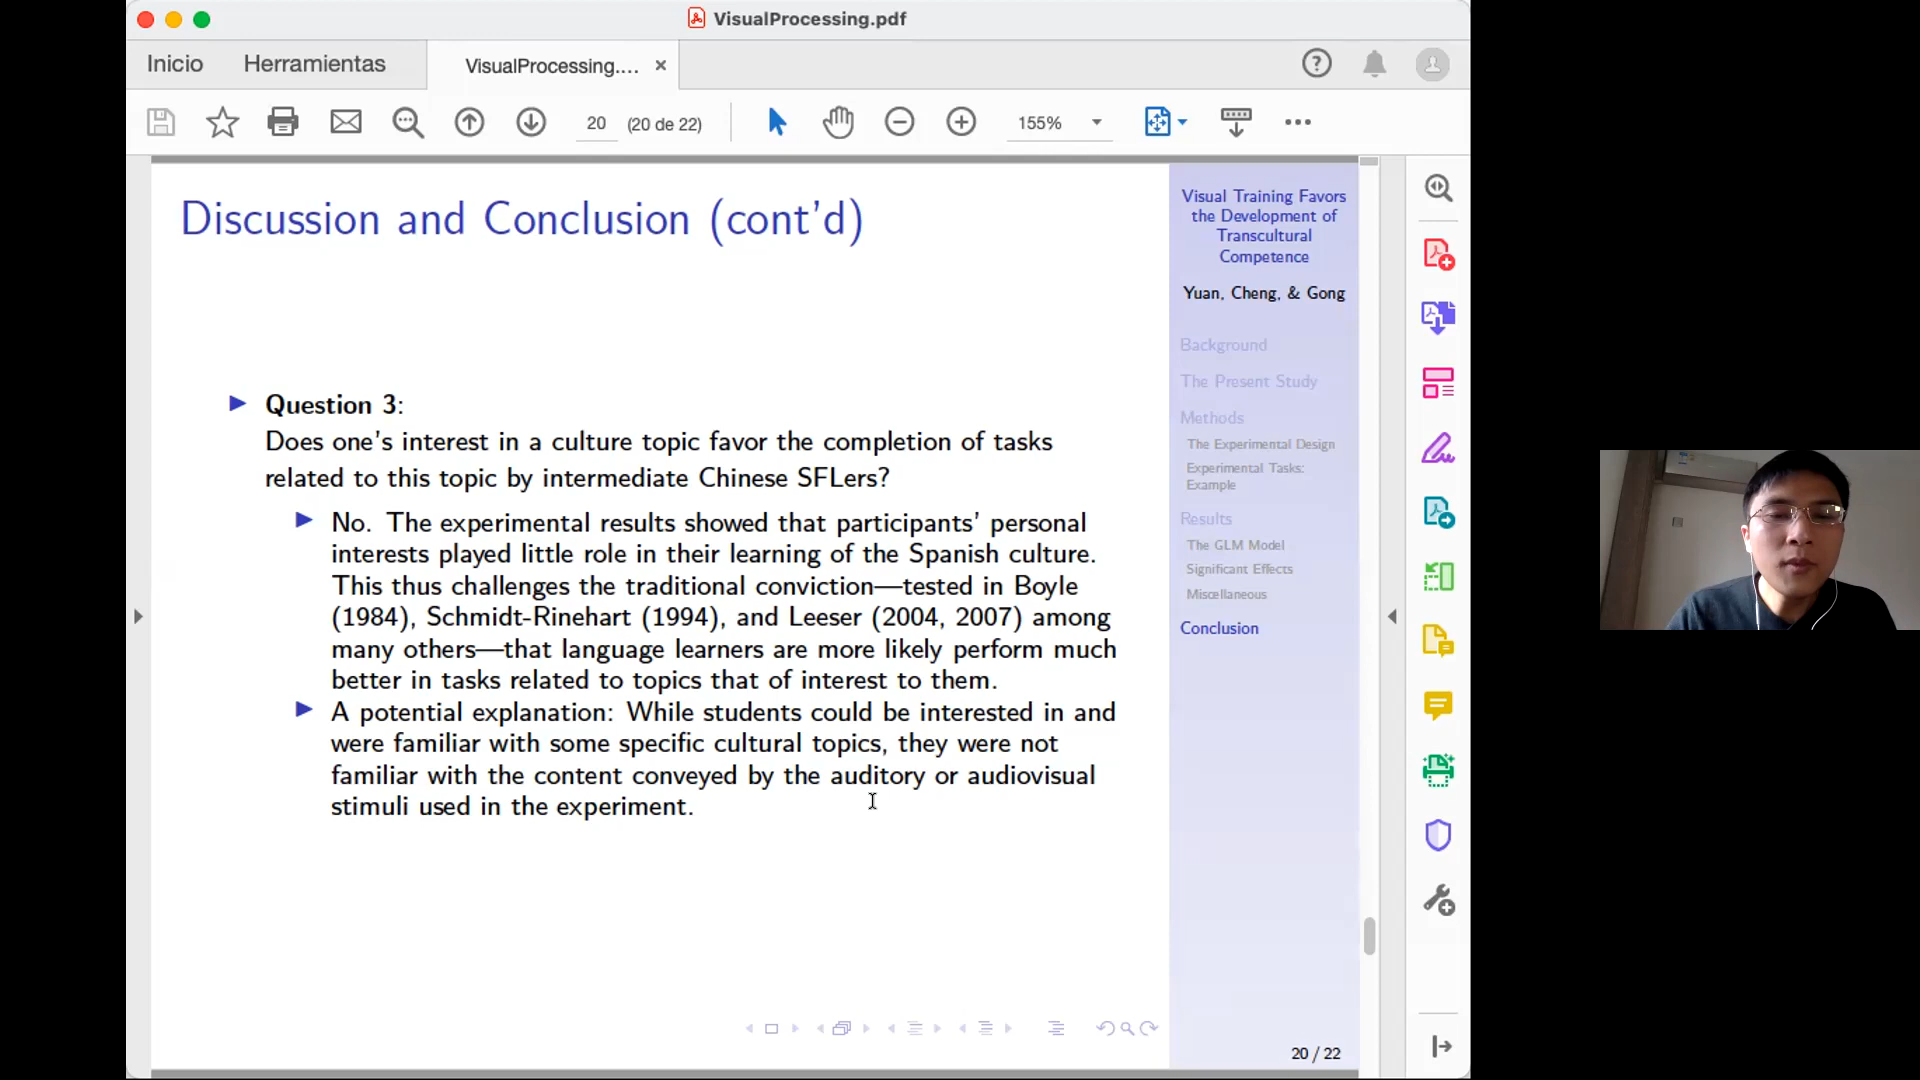 VisualProcessing.pdf
Inicio
Herramientas
VisualProcessing....
20
(20 de 22)
155%
Discussion and Conclusion (cont'd)
Question 3:
Does one's interest in a culture topic favor the completion of tasks
related to this topic by intermediate Chinese SFLers?
No. The experimental results showed that participants' personal
interests played little role in their learning of the Spanish culture.
This thus challenges the traditional conviction—tested in Boyle
(1984), Schmidt-Rinehart (1994), and Leeser (2004, 2007) among
many others—that language learners are more likely perform much
better in tasks related to topics that of interest to them.
A potential explanation: While students could be interested in and
were familiar with some specific cultural topics, they were not
familiar with the content conveyed by the auditory or audiovisual
stimuli used in the experiment.
Visual Training Favors
the Development of
Transcultural
Competence
Yuan, Cheng, & Gong
Background
The Present Study
Methods
The Experimental Design
Experimental Tasks:
Example
Results
The GLM Model
Significant Effects
Miscellaneous
Conclusion
20 / 22